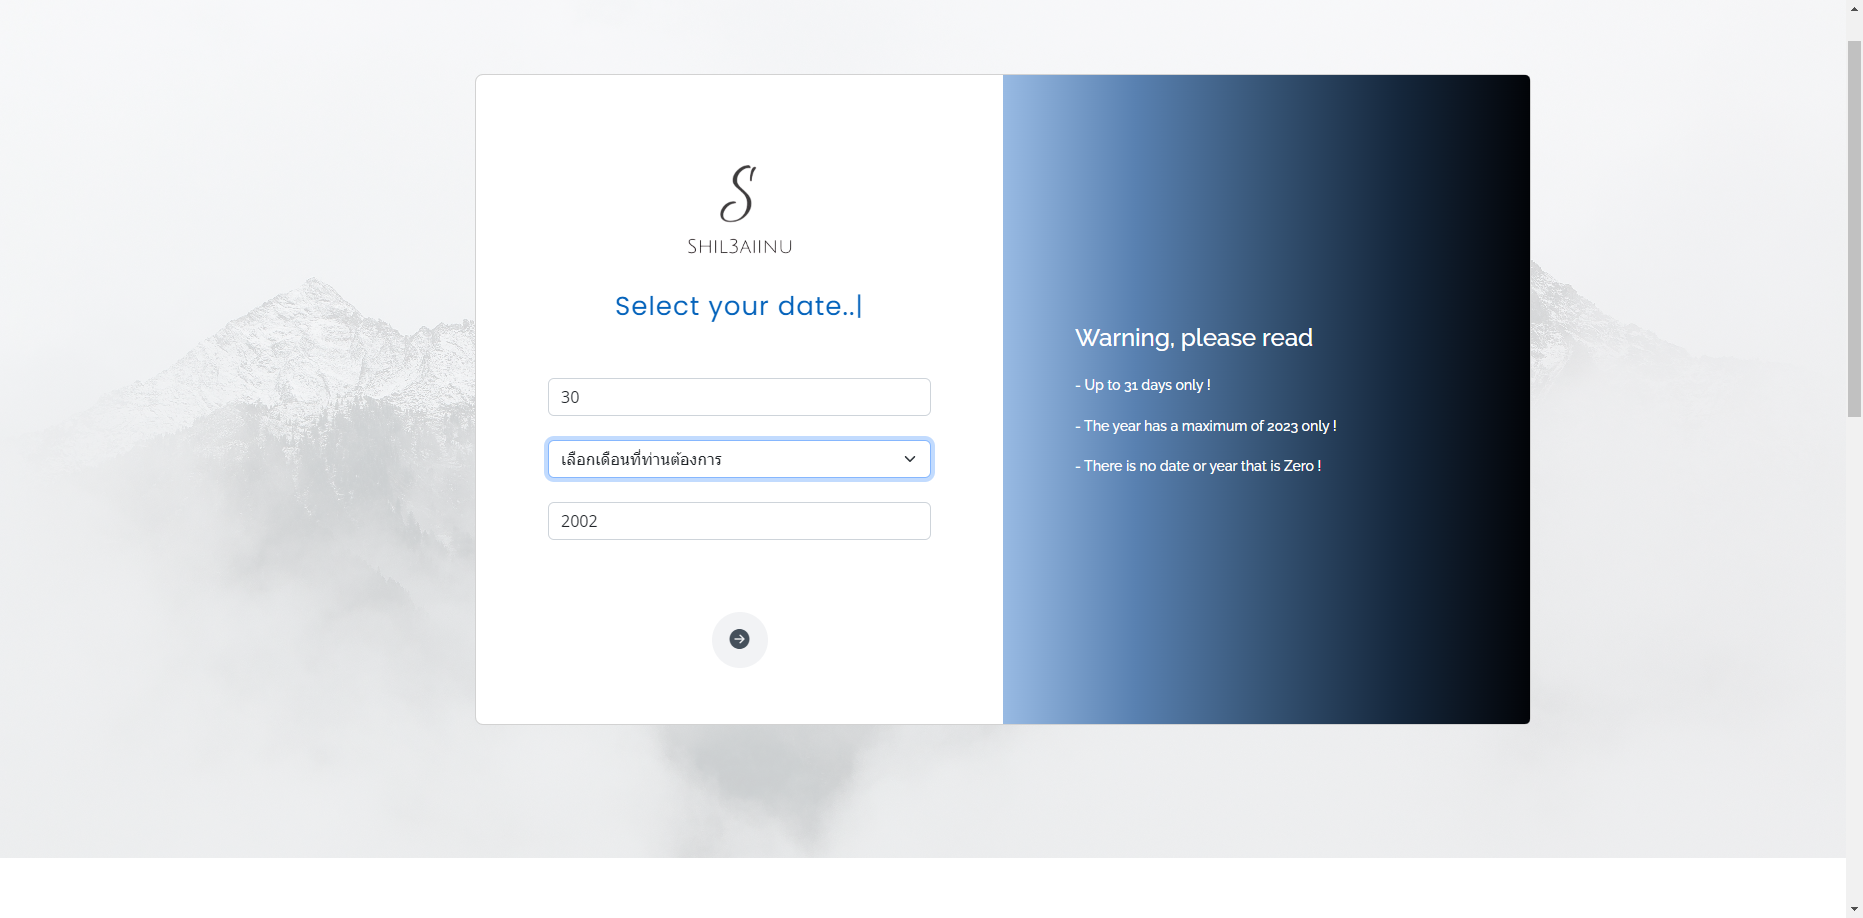 S
SHIL3AIINU
Select your date..|
30
เลือกเดือนที่ท่านต้องการ
2002
Warning, please read
- Up to 31 days only !
- The year has a maximum of 2023 only !
- There is no date or year that is Zero !